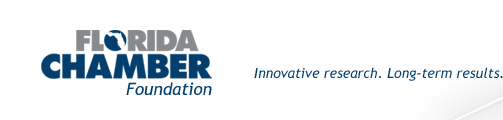 FLORIDA
CHAMBER
Foundation
Innovative research. Long-term results.